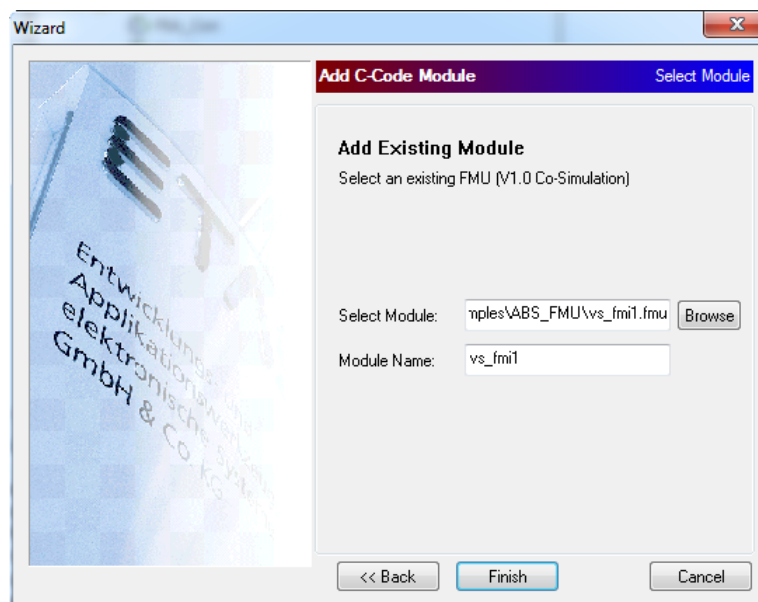 Wizard
Add C-Code Module
Select Module
Add Existing Module
Select an existing FMU (V1.0 Co-Simulation)
Select Module:
mples\ABS_FMU\vs_fmi1.fmu
Browse
Module Name:
vs_fmi1
ET
Entwicklungs- und
Applikationswerkzeuge
elektronische Systeme
GmbH & Co KG
<< Back
Finish
Cancel